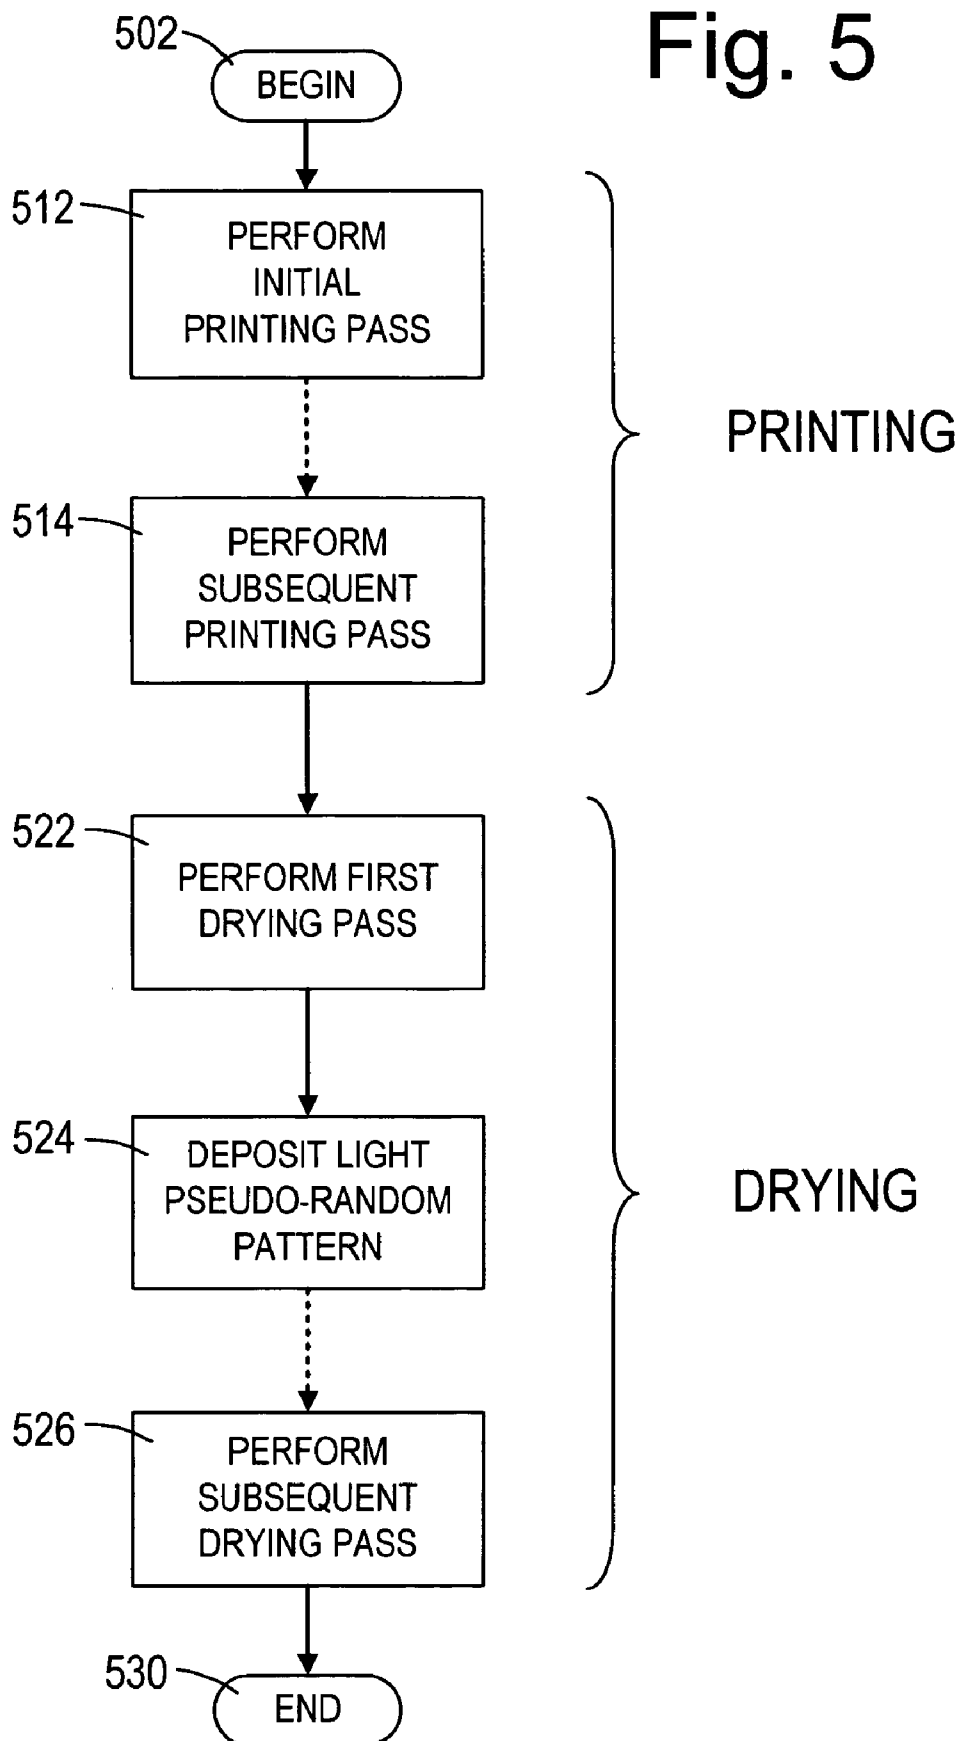 Fig. 5
502
BEGIN
512
PERFORM
INITIAL
PRINTING PASS
PRINTING
514
PERFORM
SUBSEQUENT
PRINTING PASS
522
PERFORM FIRST
DRYING PASS
524
DEPOSIT LIGHT
PSEUDO-RANDOM
PATTERN
DRYING
526
PERFORM
SUBSEQUENT
DRYING PASS
530
END